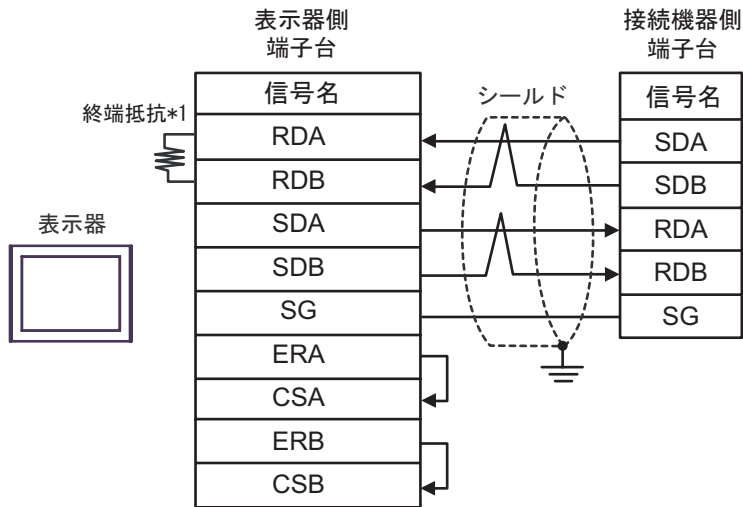 表示器側
端子台
接続機器側
端子台
信号名
シールド
信号名
終端抵抗*1
RDA
SDA
RDB
SDB
表示器
SDA
RDA
SDB
RDB
SG
SG
ERA
CSA
ERB
CSB